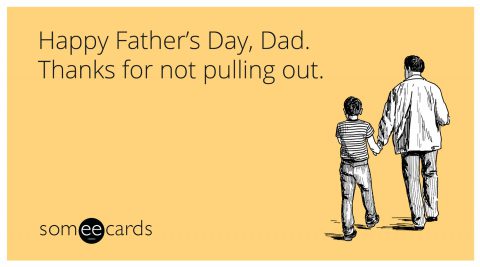 Happy Father's Day, Dad.
Thanks for not pulling out.
someecards